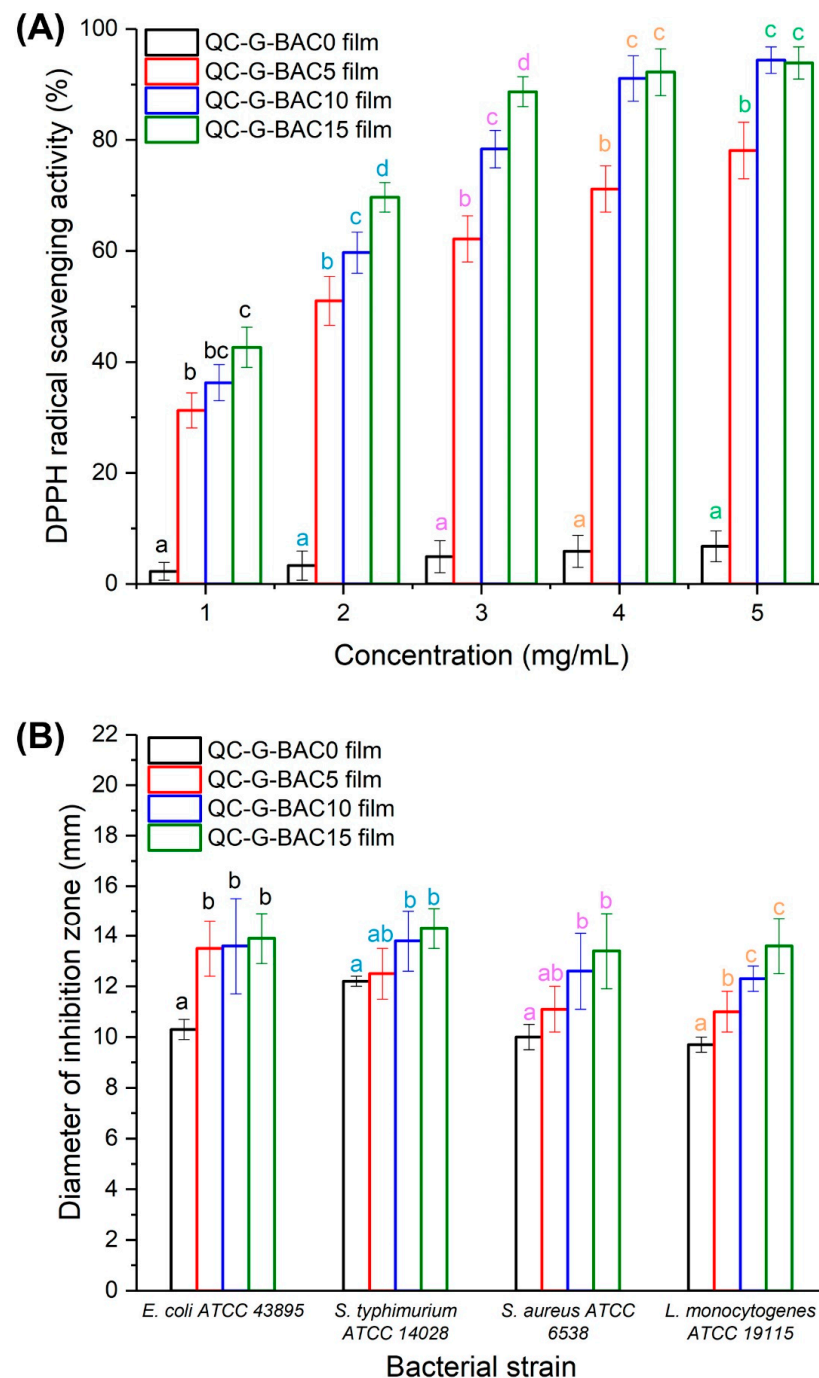 (A)
QC-G-BAC0 film
QC-G-BAC5 film
QC-G-BAC10 film
QC-G-BAC15 film
DPPH radical scavenging activity (%)
100
80
60
40
20
0
a
b
bc
c
a
b
c
d
a
b
c
d
a
b
c
c
a
b
c
c
1
2
3
4
5
Concentration (mg/mL)
(B)
QC-G-BAC0 film
QC-G-BAC5 film
QC-G-BAC10 film
QC-G-BAC15 film
Diameter of inhibition zone (mm)
22
20
18
16
14
12
10
8
6
4
2
0
a
b
b
b
a
ab
b
b
a
ab
b
b
a
b
c
c
E. coli ATCC 43895
S. typhimurium
ATCC 14028
S. aureus ATCC
6538
L. monocytogenes
ATCC 19115
Bacterial strain